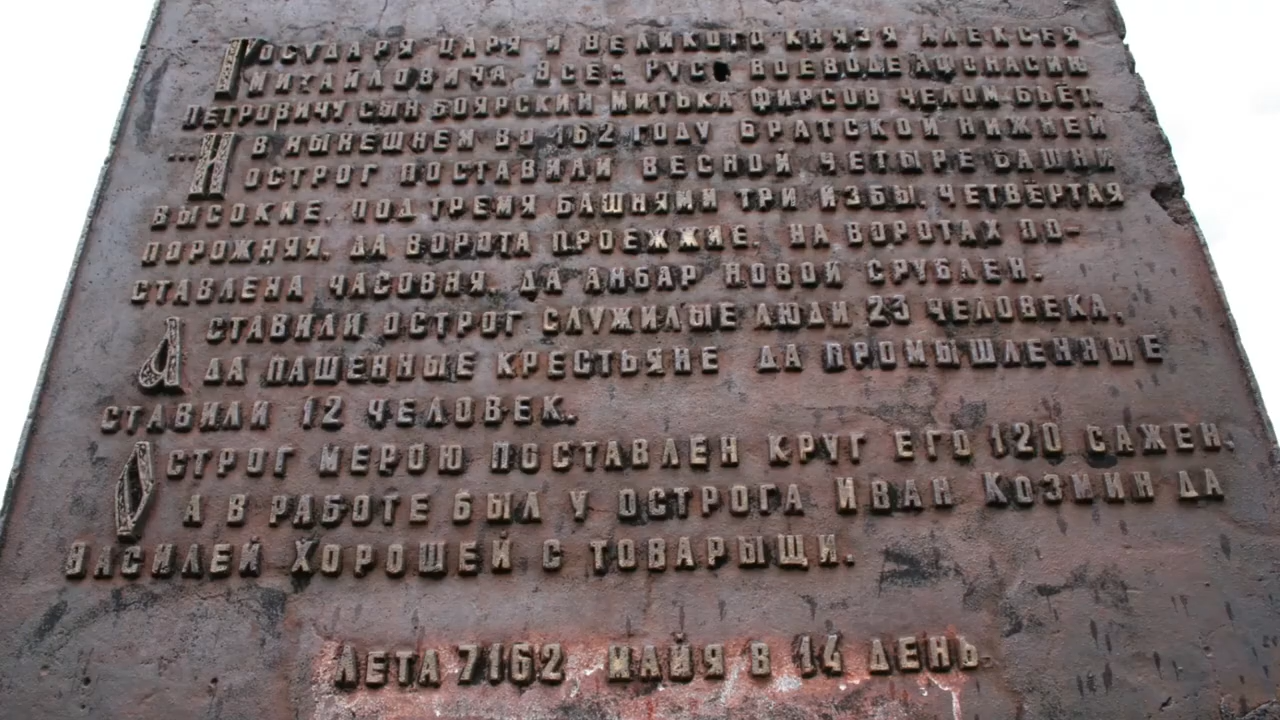 Государя царя и великого князя Алексея
Михайловича всеа Руси воеводе Афонасию
Петровичу сын боярский Митька Фирсов челом бьёт.
...И в нынешнем во 162 году Братской нижней
острог поставили весной четыре башни
высокие, под тремя башнями три избы, четвёртая
порожняя, да ворота проезжие, на воротах по-
ставлена часовня, да анбар новой срублен.
А ставили острог служилые люди 23 человека,
да пашенные крестьяне да промышленные
ставили 12 человек.
Острог мерою поставлен круг его 120 сажен,
а в работе был у острога Иван Козмин да
Василей Хорошей с товарыщи.
Лета 7162 майя в 14 день.